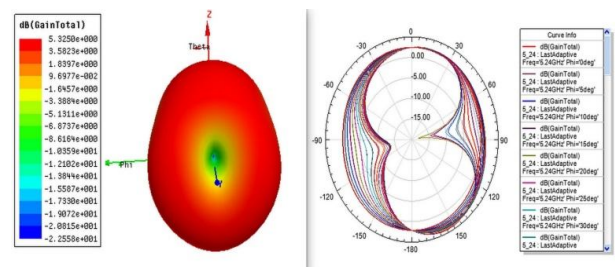 dB(GainTotal)
5.3250e+000
3.5823e+000
1.8397e+000
9.6977e-002
-1.6457e+000
-3.3884e+000
-5.1311e+000
-6.8737e+000
-8.6164e+000
-1.0359e+001
-1.2102e+001
-1.3844e+001
-1.5587e+001
-1.7330e+001
-1.9072e+001
-2.0815e+001
-2.2558e+001
Z
Theta
Phi
0
-30
30
0.00
-5.00
-60
60
-10.00
-15.00
-90
90
-120
120
-150
150
-180
Curve Info
dB(GainTotal)
5_24 : LastAdaptive
Freq='5.24GHz' Phi='0deg'
dB(GainTotal)
5_24 : LastAdaptive
Freq='5.24GHz' Phi='5deg'
dB(GainTotal)
5_24 : LastAdaptive
Freq='5.24GHz' Phi='10deg'
dB(GainTotal)
5_24 : LastAdaptive
Freq='5.24GHz' Phi='15deg'
dB(GainTotal)
5_24 : LastAdaptive
Freq='5.24GHz' Phi='20deg'
dB(GainTotal)
5_24 : LastAdaptive
Freq='5.24GHz' Phi='25deg'
dB(GainTotal)
5_24 : LastAdaptive
Freq='5.24GHz' Phi='30deg'
dB(GainTotal)
5_24 : LastAdaptive